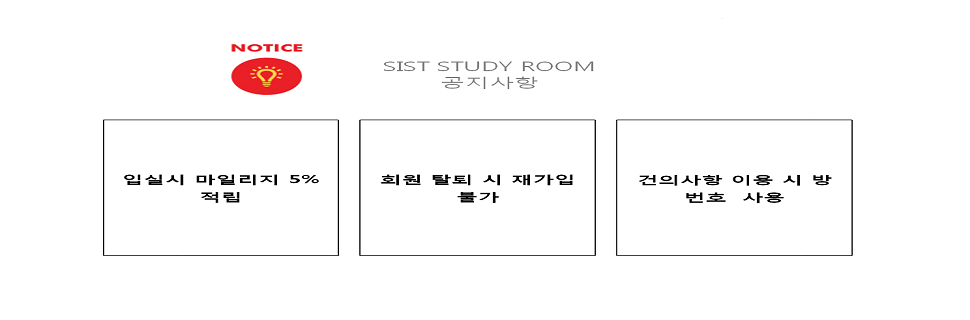 NOTICE
SIST STUDY ROOM
공지사항
입실시 마일리지 5%
적립
회원 탈퇴 시 재가입
불가
건의사항 이용 시 방
번호 사용